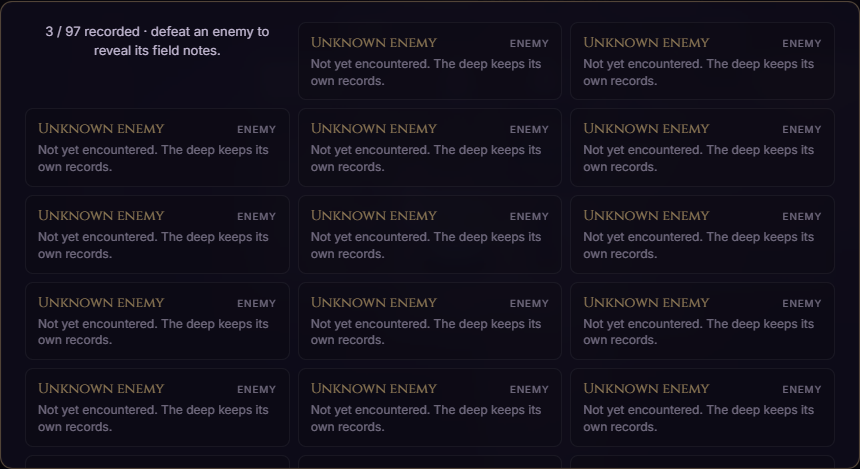 3 / 97 recorded · defeat an enemy to
reveal its field notes.
Unknown enemy ENEMY
Not yet encountered. The deep keeps its
own records.
Unknown enemy ENEMY
Not yet encountered. The deep keeps its
own records.
Unknown enemy ENEMY
Not yet encountered. The deep keeps its
own records.
Unknown enemy ENEMY
Not yet encountered. The deep keeps its
own records.
Unknown enemy ENEMY
Not yet encountered. The deep keeps its
own records.
Unknown enemy ENEMY
Not yet encountered. The deep keeps its
own records.
Unknown enemy ENEMY
Not yet encountered. The deep keeps its
own records.
Unknown enemy ENEMY
Not yet encountered. The deep keeps its
own records.
Unknown enemy ENEMY
Not yet encountered. The deep keeps its
own records.
Unknown enemy ENEMY
Not yet encountered. The deep keeps its
own records.
Unknown enemy ENEMY
Not yet encountered. The deep keeps its
own records.
Unknown enemy ENEMY
Not yet encountered. The deep keeps its
own records.
Unknown enemy ENEMY
Not yet encountered. The deep keeps its
own records.
Unknown enemy ENEMY
Not yet encountered. The deep keeps its
own records.